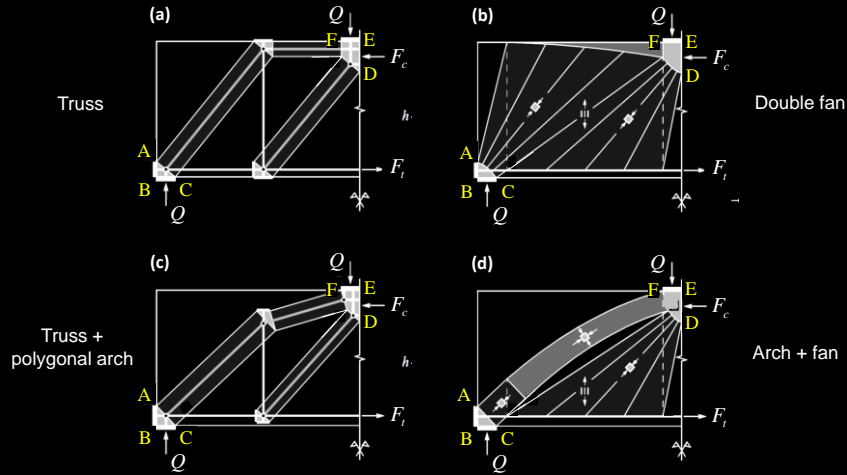 (a)
Q
F E
F_c
D
Truss
h
A
B C
F_t
Q
(b)
Q
F E
F_c
D
Double fan
A
B C
F_t
Q
(c)
Q
F E
F_c
D
Truss +
polygonal arch
h
A
B C
F_t
Q
(d)
Q
F E
F_c
D
Arch + fan
A
B C
F_t
Q